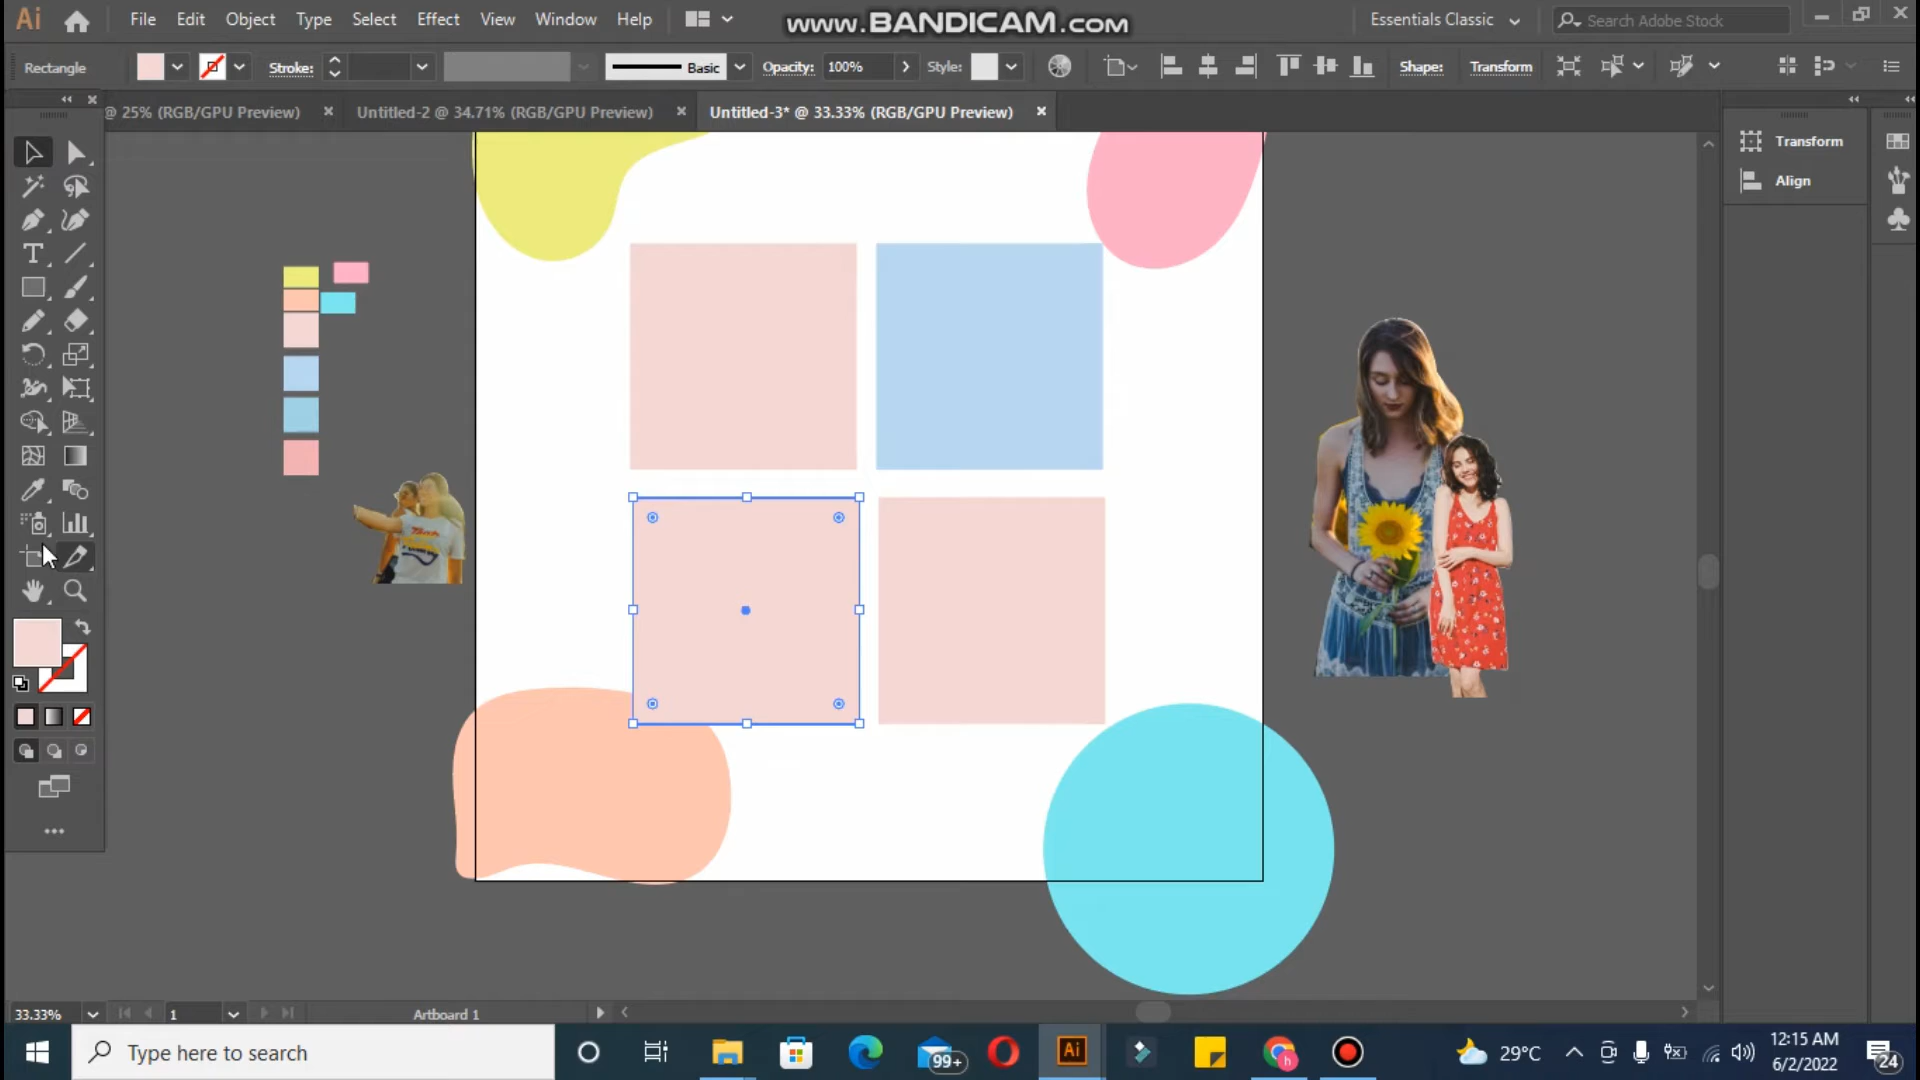 Ai File Edit Object Type Select Effect View Window Help www.BANDICAM.com Essentials Classic Search Adobe Stock
Rectangle Stroke: Basic Opacity: 100% Style: Shape: Transform
@ 25% (RGB/GPU Preview) Untitled-2 @ 34.71% (RGB/GPU Preview) Untitled-3* @ 33.33% (RGB/GPU Preview)
Transform
Align
33.33% 1 Artboard 1
Type here to search 99+ Ai h 29°C 12:15 AM
6/2/2022 24